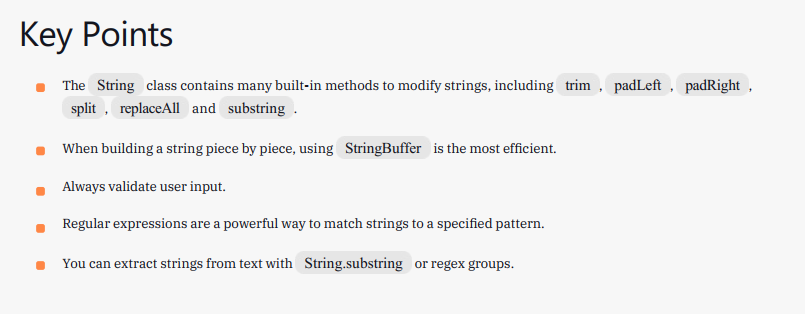 Key Points
The String class contains many built-in methods to modify strings, including trim , padLeft , padRight ,
split , replaceAll and substring .
When building a string piece by piece, using StringBuffer is the most efficient.
Always validate user input.
Regular expressions are a powerful way to match strings to a specified pattern.
You can extract strings from text with String.substring or regex groups.